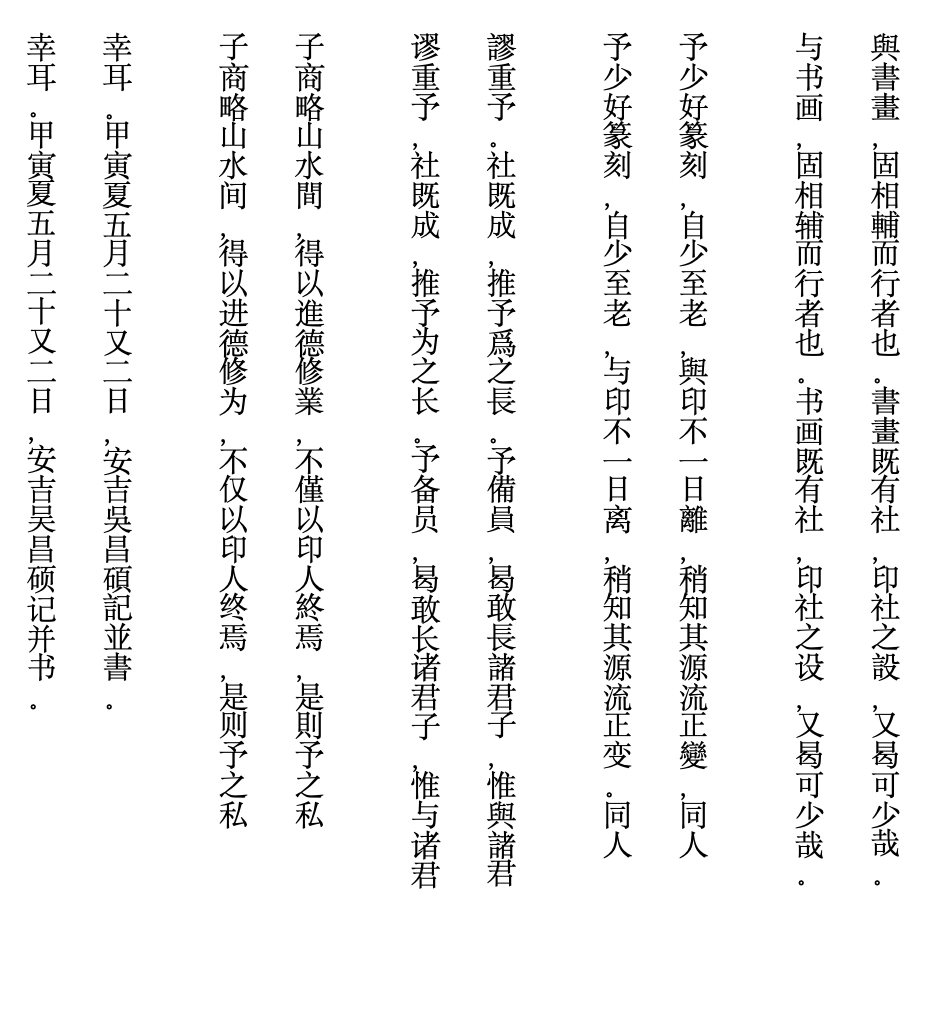 與書畫，固相輔而行者也。書畫既有社，印社之設，又曷可少哉。
与书画，固相辅而行者也。书画既有社，印社之设，又曷可少哉。
予少好篆刻，自少至老，與印不一日離，稍知其源流正變，同人
予少好篆刻，自少至老，与印不一日离，稍知其源流正变。同人
謬重予。社既成，推予爲之長。予備員，曷敢長諸君子，惟與諸君
谬重予，社既成，推予为之长。予备员，曷敢长诸君子，惟与诸君
子商略山水間，得以進德修業，不僅以印人終焉，是則予之私
子商略山水间，得以进德修为，不仅以印人终焉，是则予之私
幸耳。甲寅夏五月二十又二日，安吉吳昌碩記並書。
幸耳。甲寅夏五月二十又二日，安吉吴昌硕记并书。